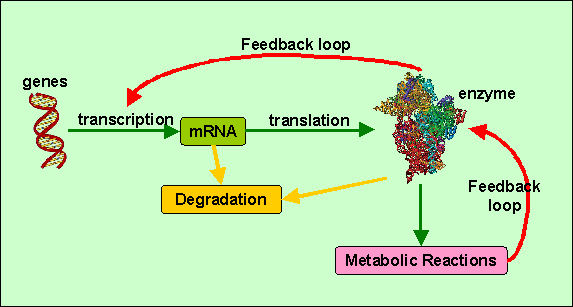 Feedback loop
genes
enzyme
transcription
mRNA
translation
Degradation
Feedback
loop
Metabolic Reactions